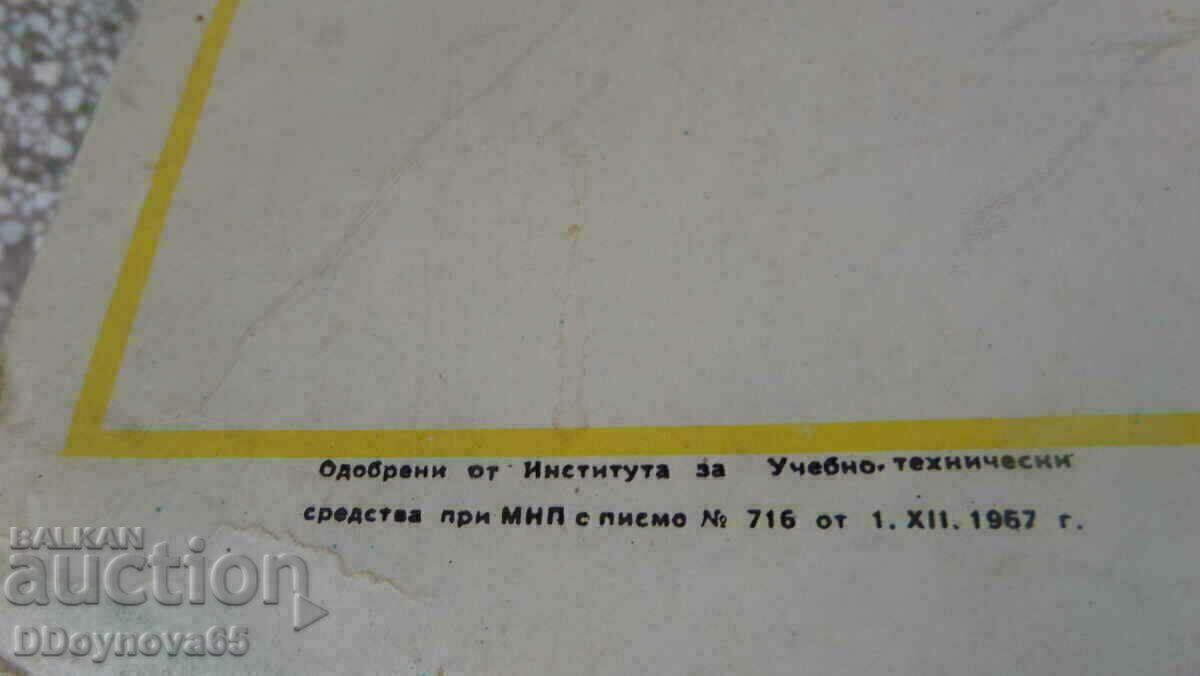 Одобрени от Института за Учебно-технически
средства при МНП с писмо № 716 от 1. XII. 1967 г.
BALKAN
auction
DDoynova65